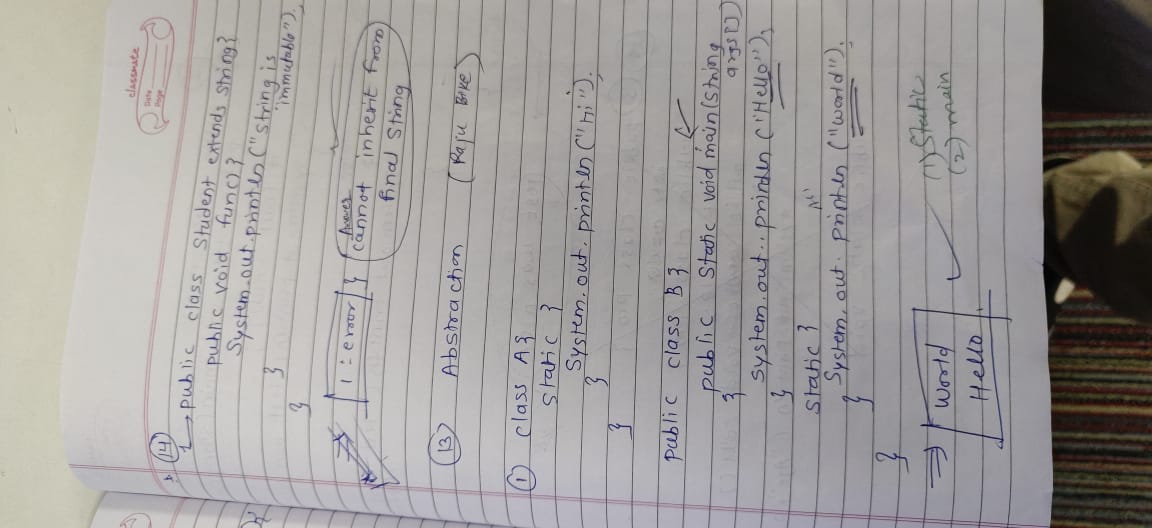 classmate
Date
Page
(14)
→ public class Student extends String{
public void func(){
System.out.println("String is
immutable");
}
}
1 : error } Answer
Cannot inherit from
final String
(13) Abstraction (Raju Bike)
(1) class A{
Static {
System.out.println("Hi");
}
}
public class B{
public static void main(String
args[])
{
System.out..println("Hello");
}
Static {
System.out.println("World");
}
}
⇒ World
Hello
(1) Static
(2) main